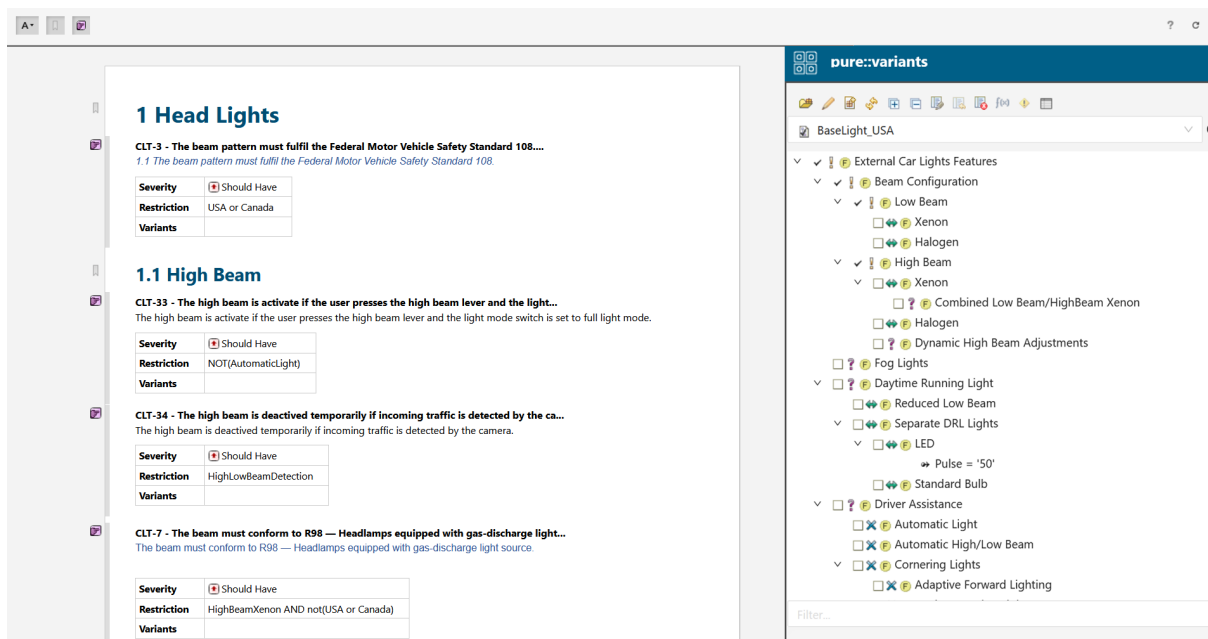 A
?
pure::variants
f(x)
BaseLight_USA
1 Head Lights
CLT-3 - The beam pattern must fulfil the Federal Motor Vehicle Safety Standard 108....
1.1 The beam pattern must fulfil the Federal Motor Vehicle Safety Standard 108.
Severity Should Have
Restriction USA or Canada
Variants
1.1 High Beam
CLT-33 - The high beam is activate if the user presses the high beam lever and the light...
The high beam is activate if the user presses the high beam lever and the light mode switch is set to full light mode.
Severity Should Have
Restriction NOT(AutomaticLight)
Variants
CLT-34 - The high beam is deactived temporarily if incoming traffic is detected by the ca...
The high beam is deactived temporarily if incoming traffic is detected by the camera.
Severity Should Have
Restriction HighLowBeamDetection
Variants
CLT-7 - The beam must conform to R98 — Headlamps equipped with gas-discharge light...
The beam must conform to R98 — Headlamps equipped with gas-discharge light source.
Severity Should Have
Restriction HighBeamXenon AND not(USA or Canada)
Variants
! F External Car Lights Features
! F Beam Configuration
! F Low Beam
F Xenon
F Halogen
! F High Beam
F Xenon
? F Combined Low Beam/HighBeam Xenon
F Halogen
? F Dynamic High Beam Adjustments
? F Fog Lights
? F Daytime Running Light
F Reduced Low Beam
F Separate DRL Lights
F LED
Pulse = '50'
F Standard Bulb
? F Driver Assistance
F Automatic Light
F Automatic High/Low Beam
F Cornering Lights
F Adaptive Forward Lighting
Filter...